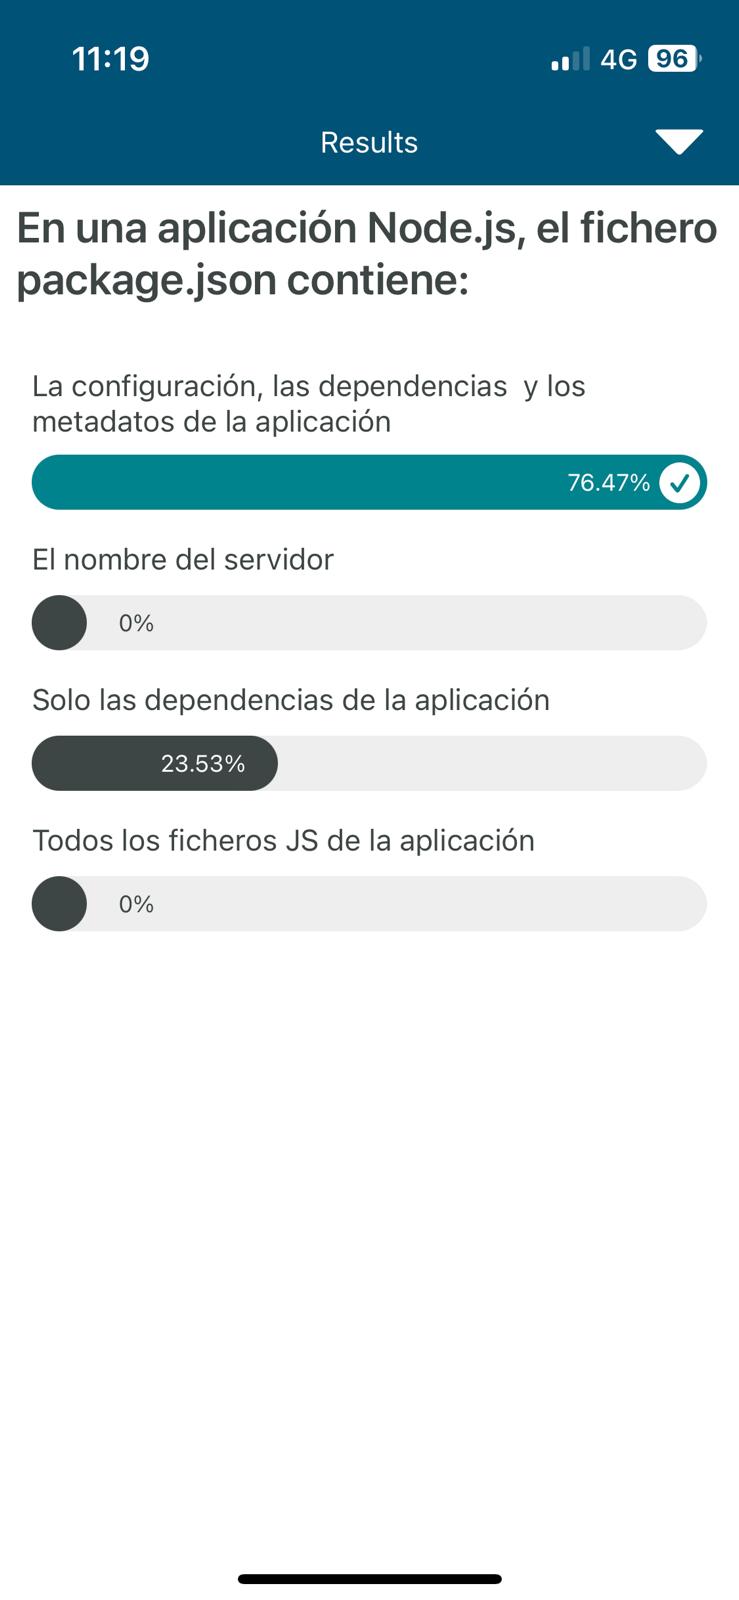 11:19
4G 96
Results
En una aplicación Node.js, el fichero
package.json contiene:
La configuración, las dependencias  y los
metadatos de la aplicación
76.47%
El nombre del servidor
0%
Solo las dependencias de la aplicación
23.53%
Todos los ficheros JS de la aplicación
0%